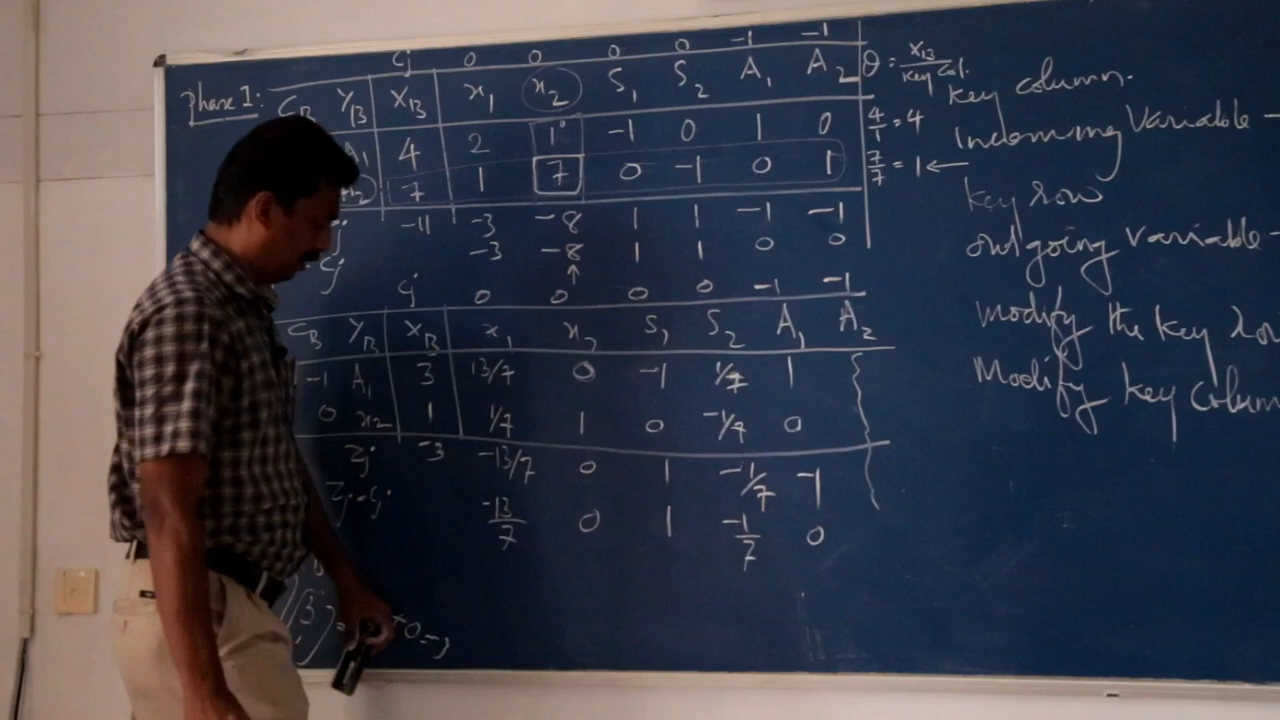 Cj 0 0 0 0 -1 -1
Phase I: CB YB XB x1 x2 S1 S2 A1 A2 θ = XB/Key Col.
A1 4 2 1 -1 0 1 0 4/1 = 4
7 1 7 0 -1 0 1 7/7 = 1 ←
-11 -3 -8 1 1 -1 -1
Cj -3 -8 1 1 0 0
↑
Cj 0 0 0 0 -1 -1
CB YB XB x1 x2 S1 S2 A1 A2
-1 A1 3 13/7 0 -1 1/7 1
0 x2 1 1/7 1 0 -1/7 0
Zj -3 -13/7 0 1 -1/7 -1
Zj-Cj -13/7 0 1 -1/7 0
Key column.
Incoming Variable -
Key row
outgoing variable -
Modify the Key
Modify Key Column